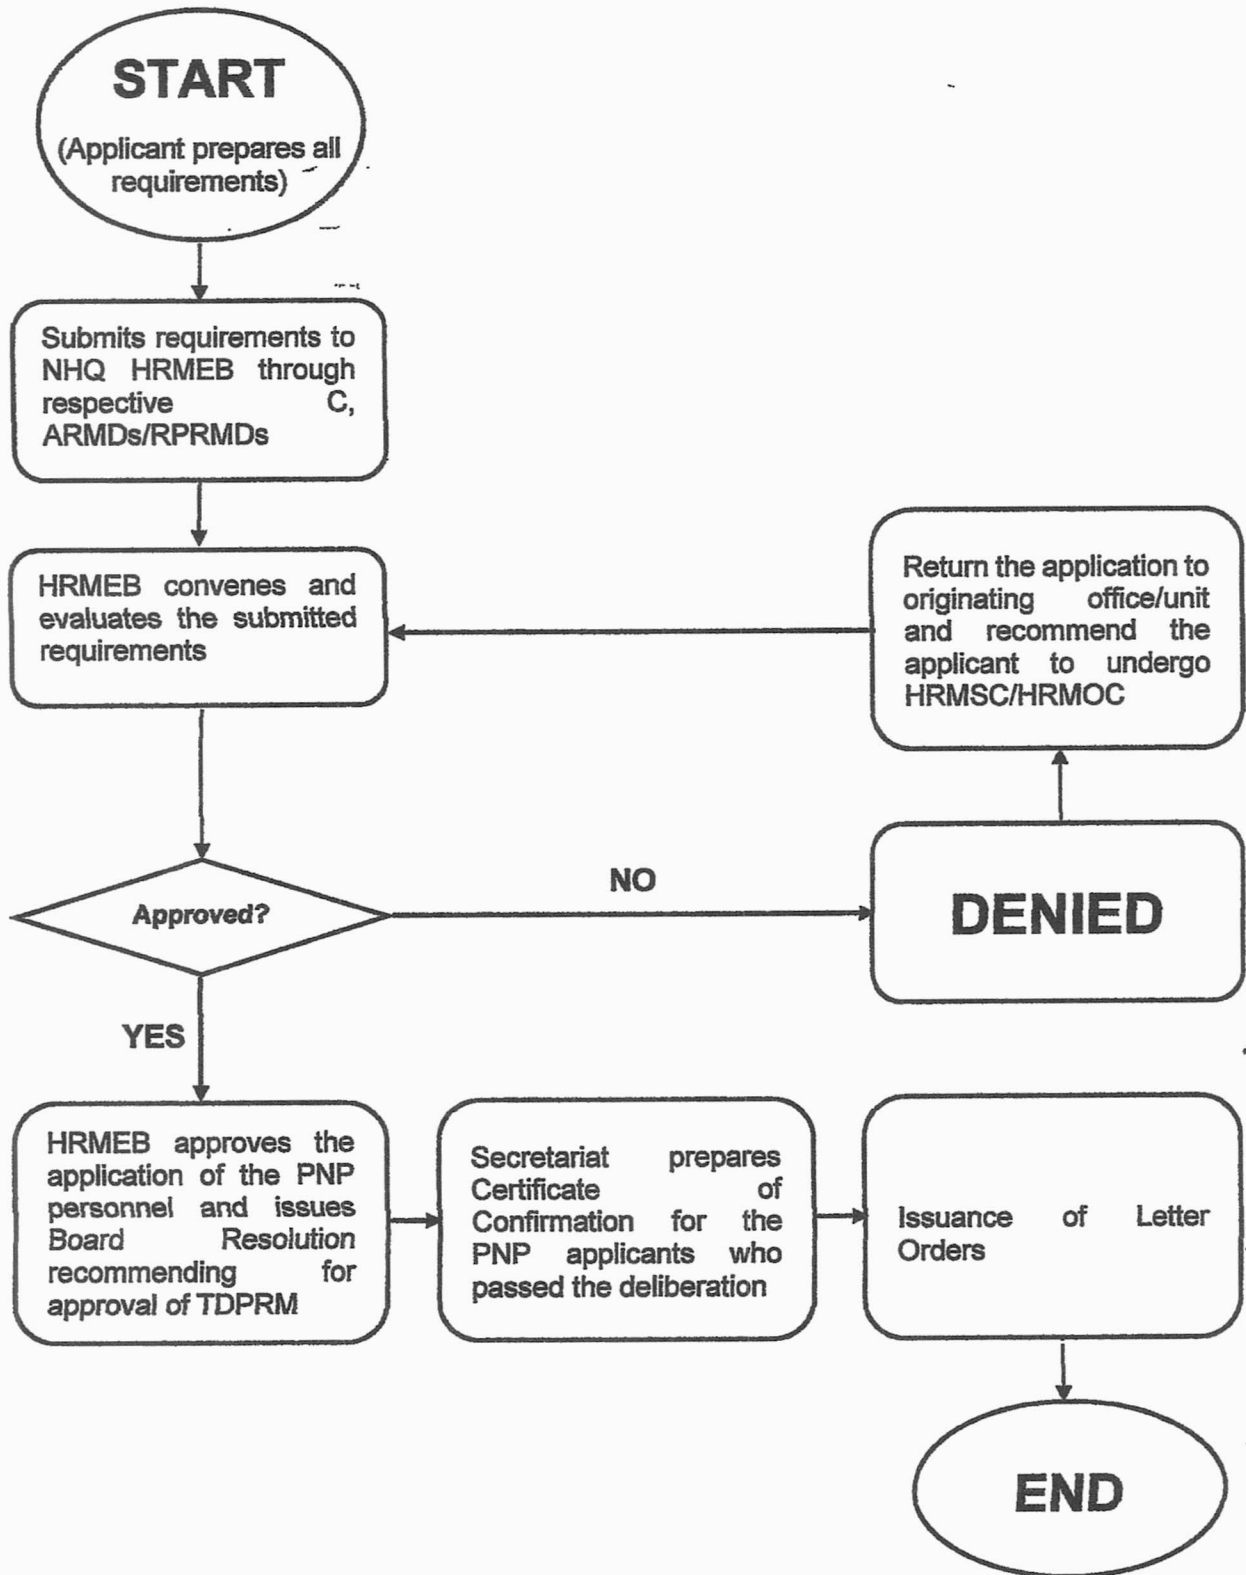 START
(Applicant prepares all
requirements)
Submits requirements to
NHQ HRMEB through
respective C,
ARMDs/RPRMDs
HRMEB convenes and
evaluates the submitted
requirements
Return the application to
originating office/unit
and recommend the
applicant to undergo
HRMSC/HRMOC
Approved?
NO
DENIED
YES
HRMEB approves the
application of the PNP
personnel and issues
Board Resolution
recommending for
approval of TDPRM
Secretariat prepares
Certificate of
Confirmation for the
PNP applicants who
passed the deliberation
Issuance of Letter
Orders
END